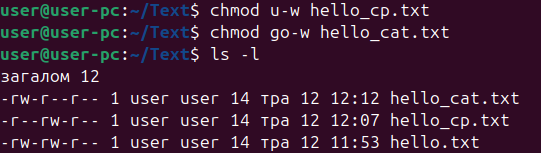 user@user-pc:~/Text$ chmod u-w hello_cp.txt
user@user-pc:~/Text$ chmod go-w hello_cat.txt
user@user-pc:~/Text$ ls -l
загалом 12
-rw-r--r-- 1 user user 14 тра 12 12:12 hello_cat.txt
-r--rw-r-- 1 user user 14 тра 12 12:07 hello_cp.txt
-rw-rw-r-- 1 user user 14 тра 12 11:53 hello.txt